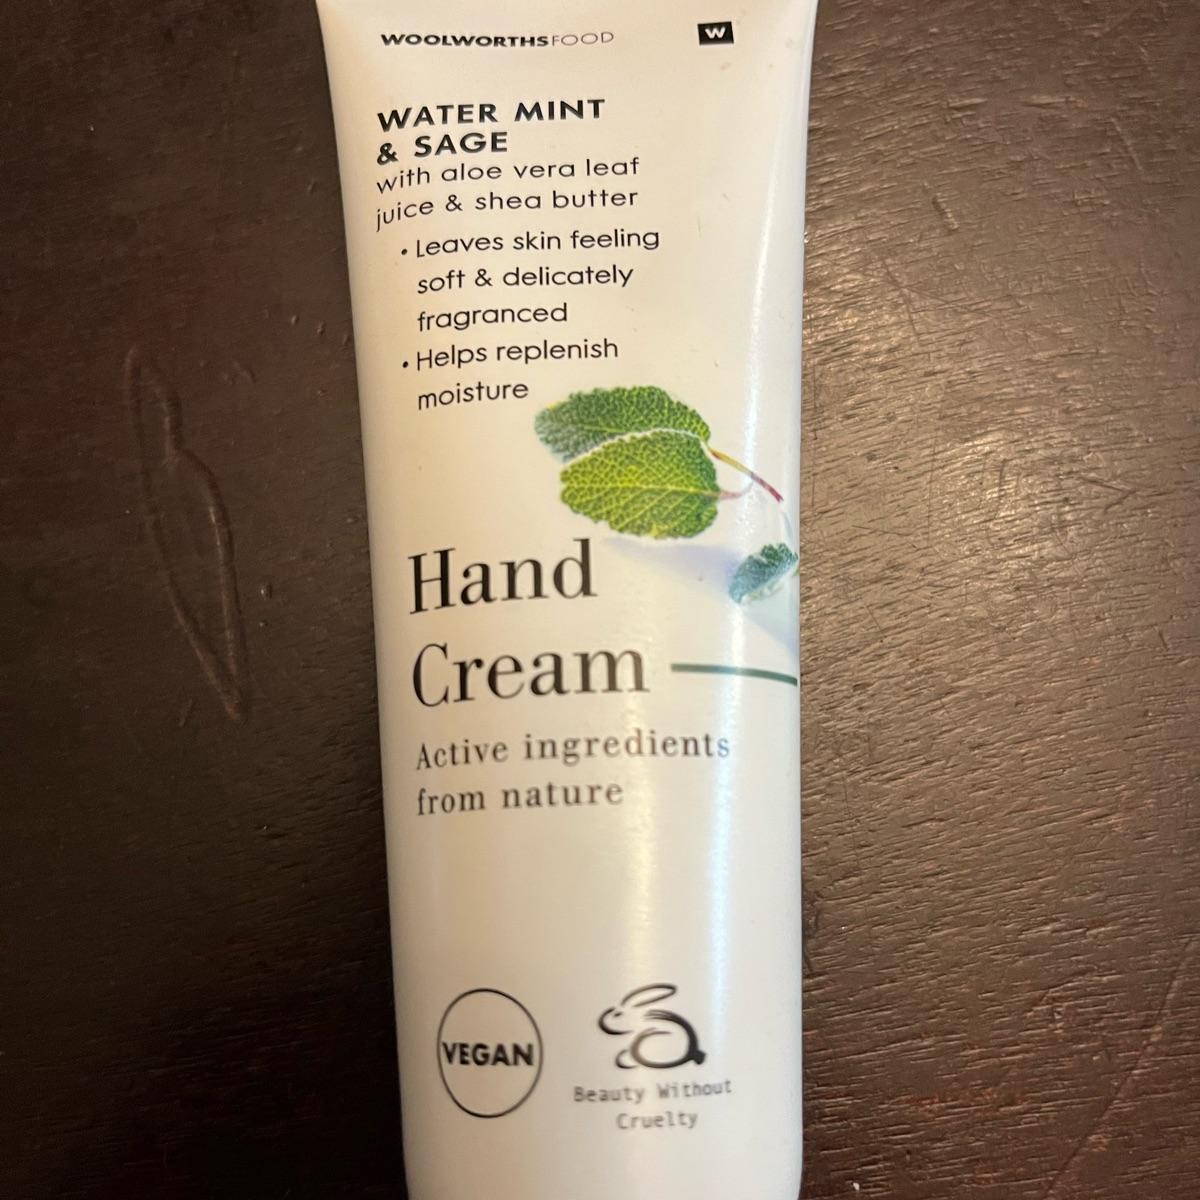 WOOLWORTHSFOOD
W
WATER MINT
& SAGE
with aloe vera leaf
juice & shea butter
• Leaves skin feeling
soft & delicately
fragranced
• Helps replenish
moisture
Hand
Cream
Active ingredients
from nature
VEGAN
Beauty Without
Cruelty